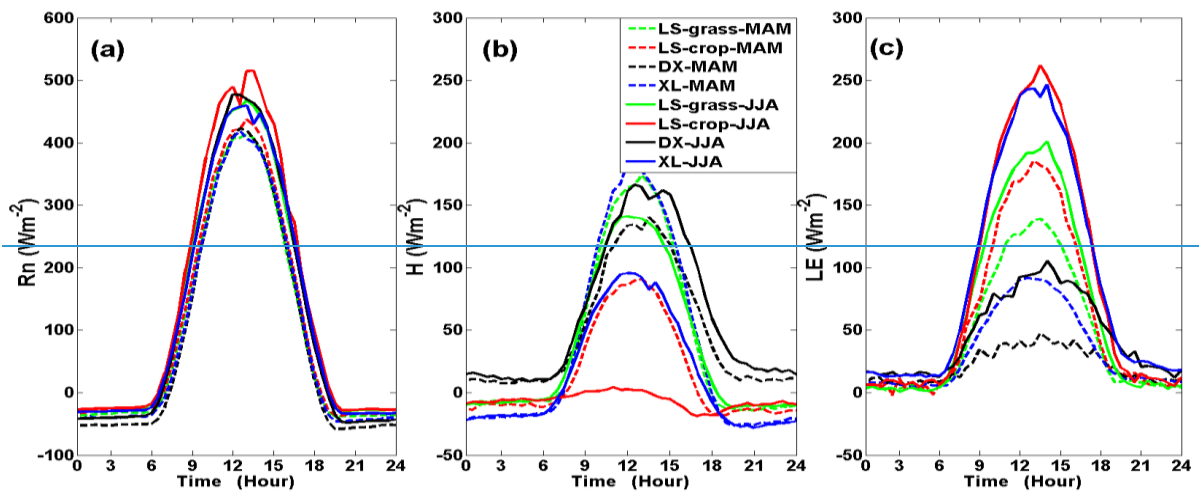 (a)
Rn (Wm-2)
600
500
400
300
200
100
0
-100
0 3 6 9 12 15 18 21 24
Time (Hour)
(b)
H (Wm-2)
300
250
200
150
100
50
0
-50
LS-grass-MAM
LS-crop-MAM
DX-MAM
XL-MAM
LS-grass-JJA
LS-crop-JJA
DX-JJA
XL-JJA
0 3 6 9 12 15 18 21 24
Time (Hour)
(c)
LE (Wm-2)
300
250
200
150
100
50
0
-50
0 3 6 9 12 15 18 21 24
Time (Hour)